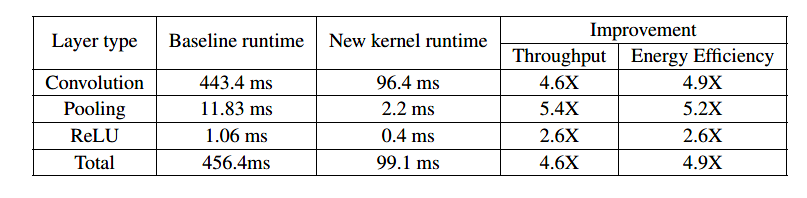 Layer type Baseline runtime New kernel runtime Improvement
Throughput Energy Efficiency
Convolution 443.4 ms 96.4 ms 4.6X 4.9X
Pooling 11.83 ms 2.2 ms 5.4X 5.2X
ReLU 1.06 ms 0.4 ms 2.6X 2.6X
Total 456.4ms 99.1 ms 4.6X 4.9X